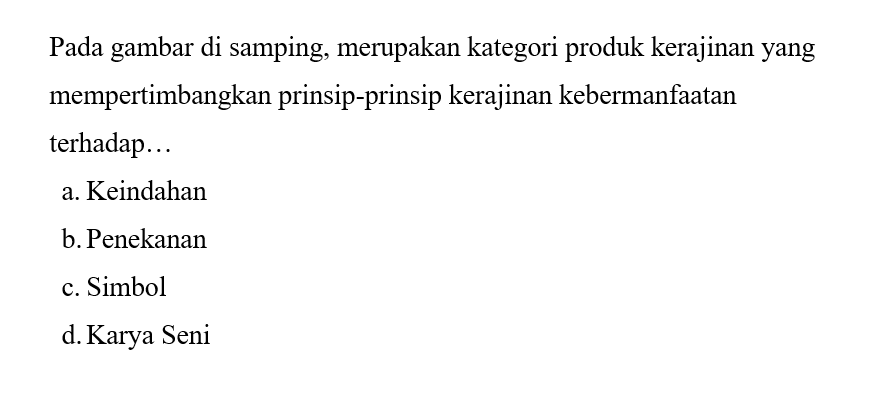 Pada gambar di samping, merupakan kategori produk kerajinan yang
mempertimbangkan prinsip-prinsip kerajinan kebermanfaatan
terhadap…
a. Keindahan
b. Penekanan
c. Simbol
d. Karya Seni